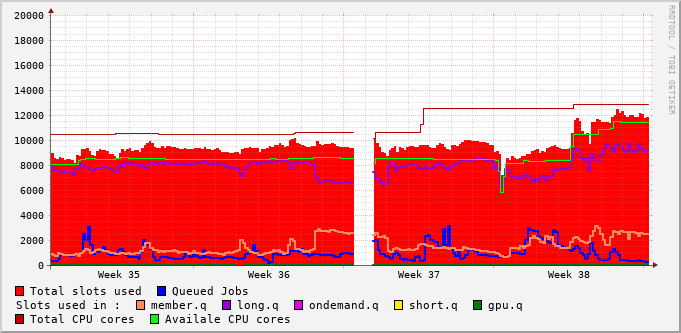 20000
18000
16000
14000
12000
10000
8000
6000
4000
2000
0
Week 35 Week 36 Week 37 Week 38
Total slots used Queued Jobs
Slots used in : member.q long.q ondemand.q short.q gpu.q
Total CPU cores Availale CPU cores
RRDTOOL / TOBI OETIKER